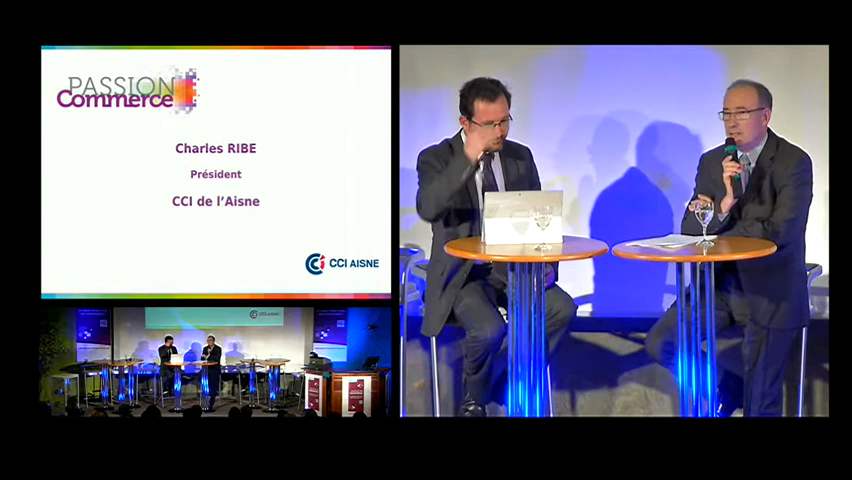 PASSION
Commerce
Charles RIBE
Président
CCI de l'Aisne
CCI AISNE